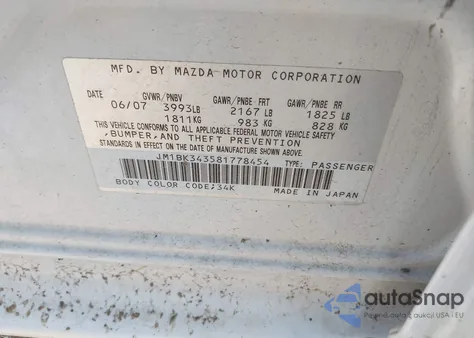 MFD. BY MAZDA MOTOR CORPORATION
DATE GVWR/PNBV GAWR/PNBE FRT GAWR/PNBE RR
06/07 3993LB 2167 LB 1825 LB
1811KG 983 KG 828 KG
THIS VEHICLE CONFORMS TO ALL APPLICABLE FEDERAL MOTOR VEHICLE SAFETY,
BUMPER, AND THEFT PREVENTION
STANDARDS IN EFFECT ON THE DATE OF MANUFACTURE SHOWN ABOVE.
JM1BK343581778454 TYPE: PASSENGER
BODY COLOR CODE:34K MADE IN JAPAN
autoSnap
aukcji USA i EU